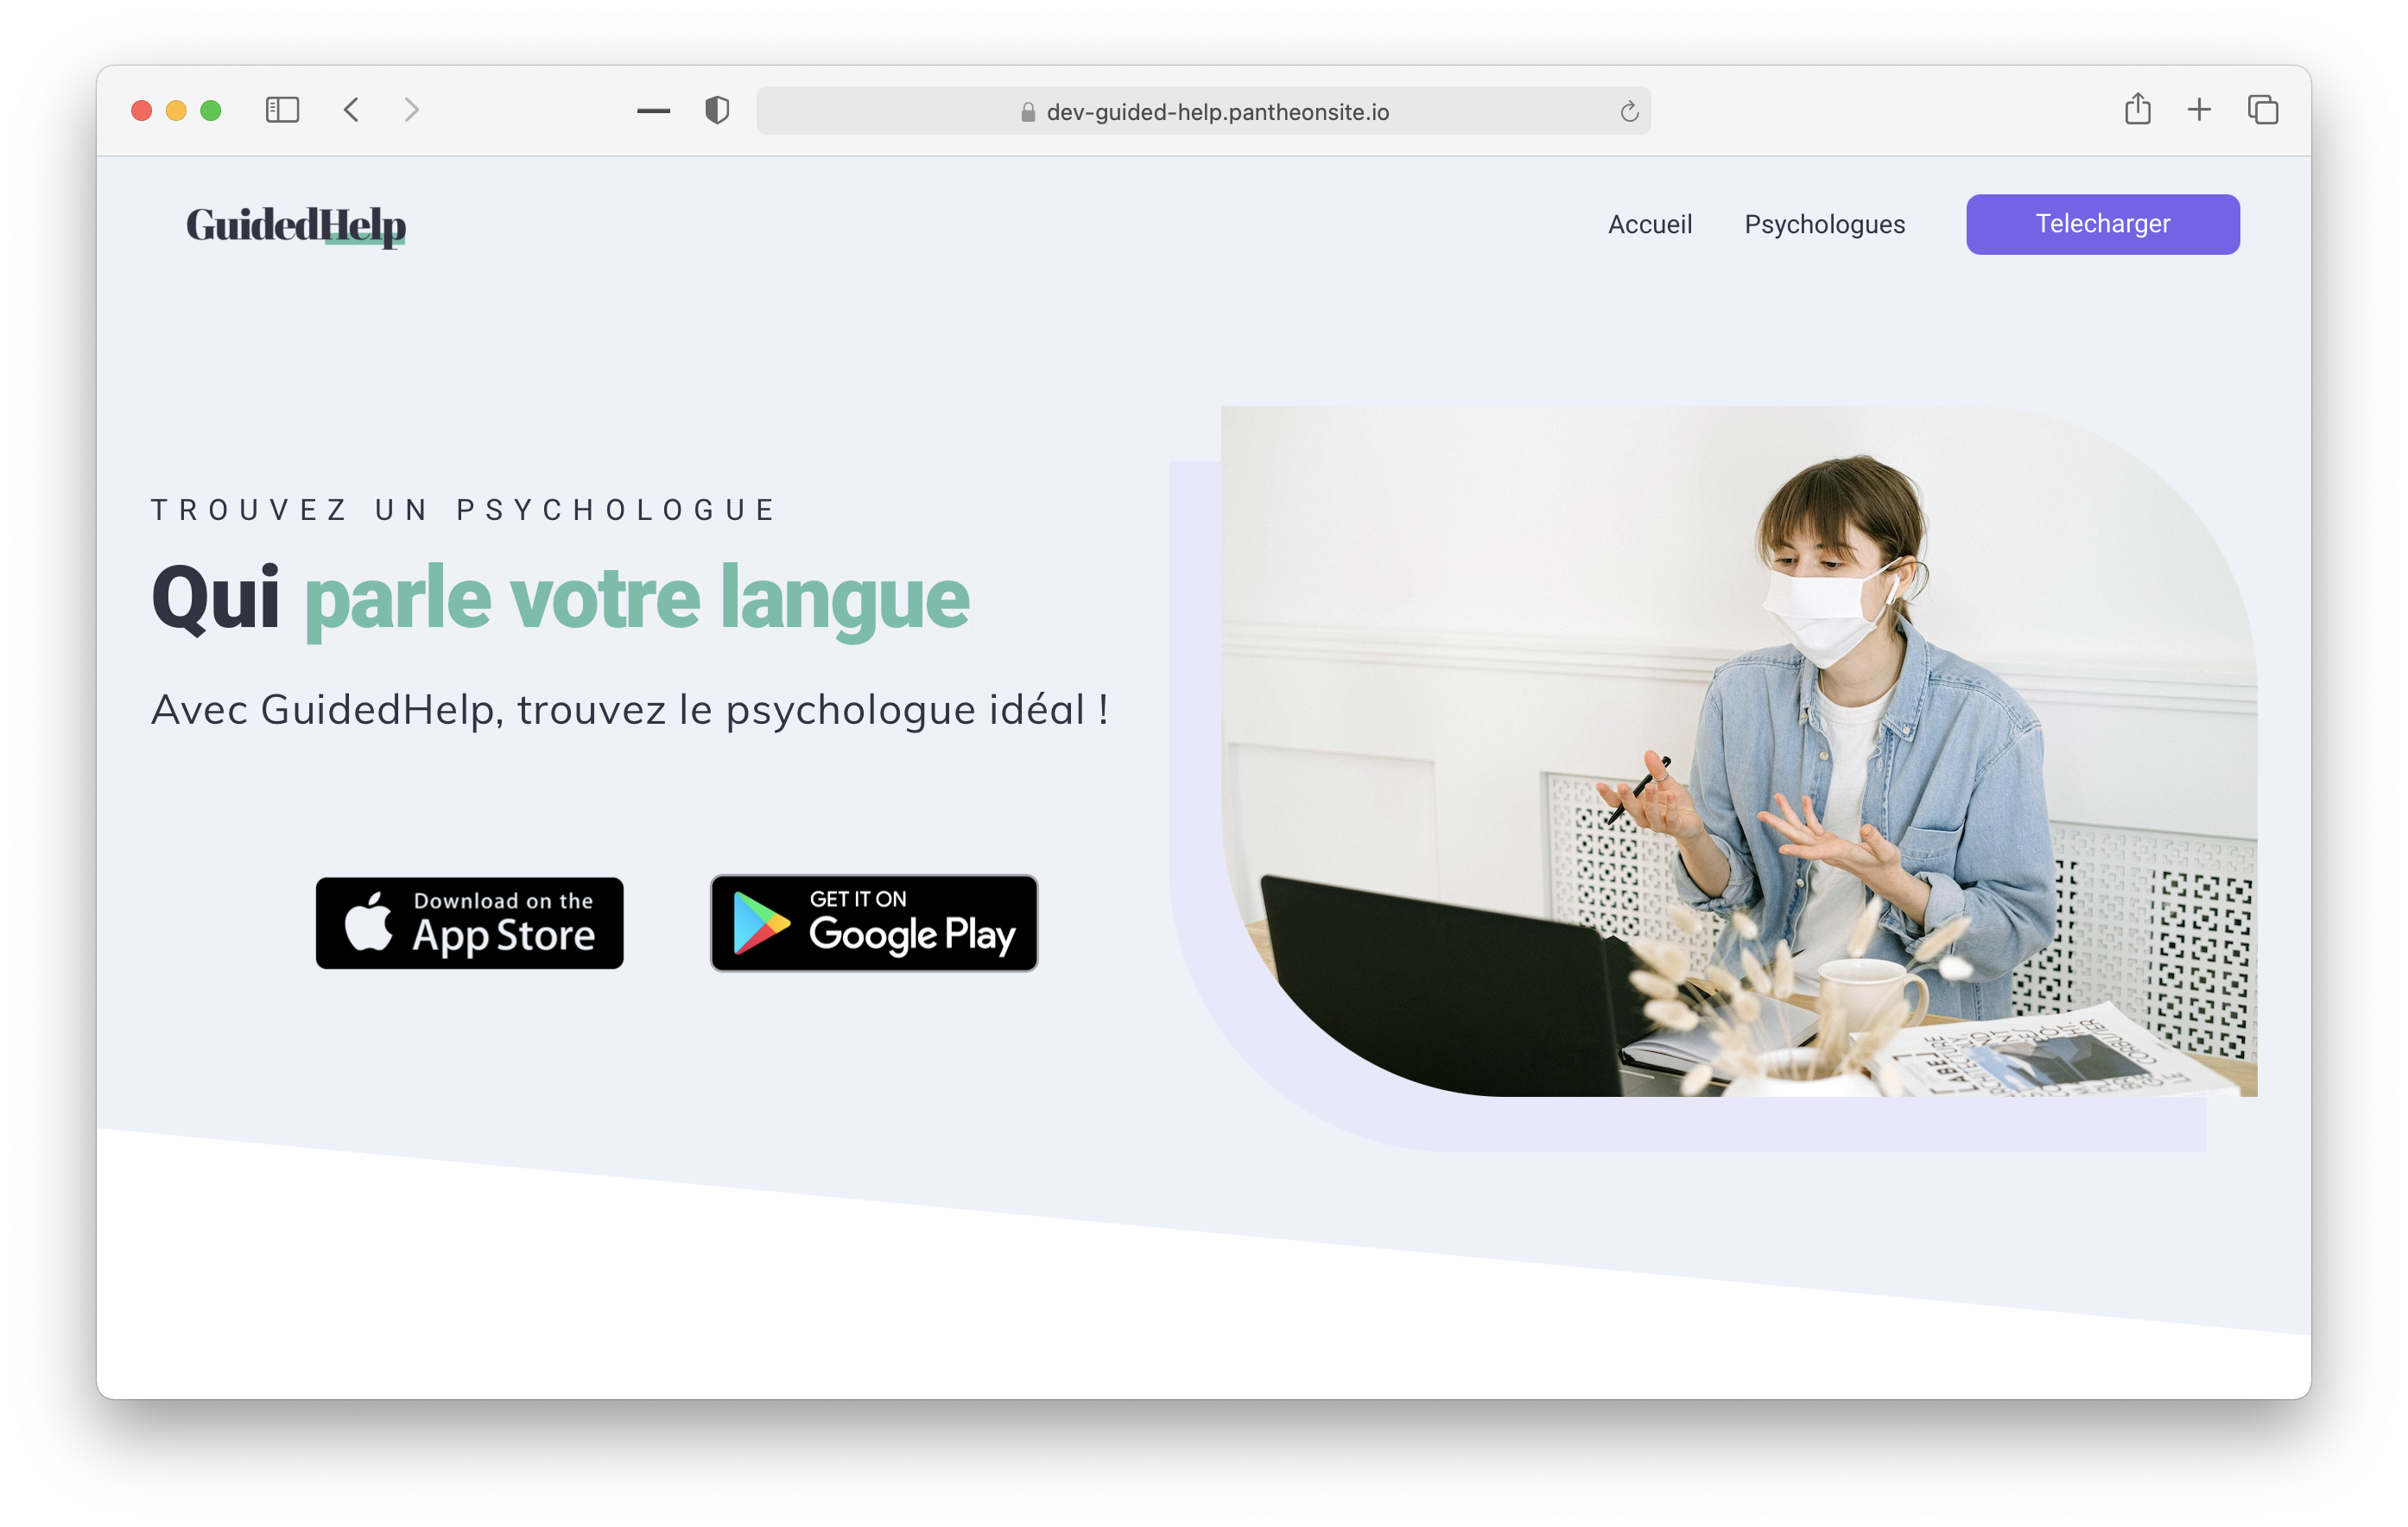 dev-guided-help.pantheonsite.io
GuidedHelp
Accueil
Psychologues
Telecharger
TROUVEZ UN PSYCHOLOGUE
Qui parle votre langue
Avec GuidedHelp, trouvez le psychologue idéal !
Download on the
App Store
GET IT ON
Google Play